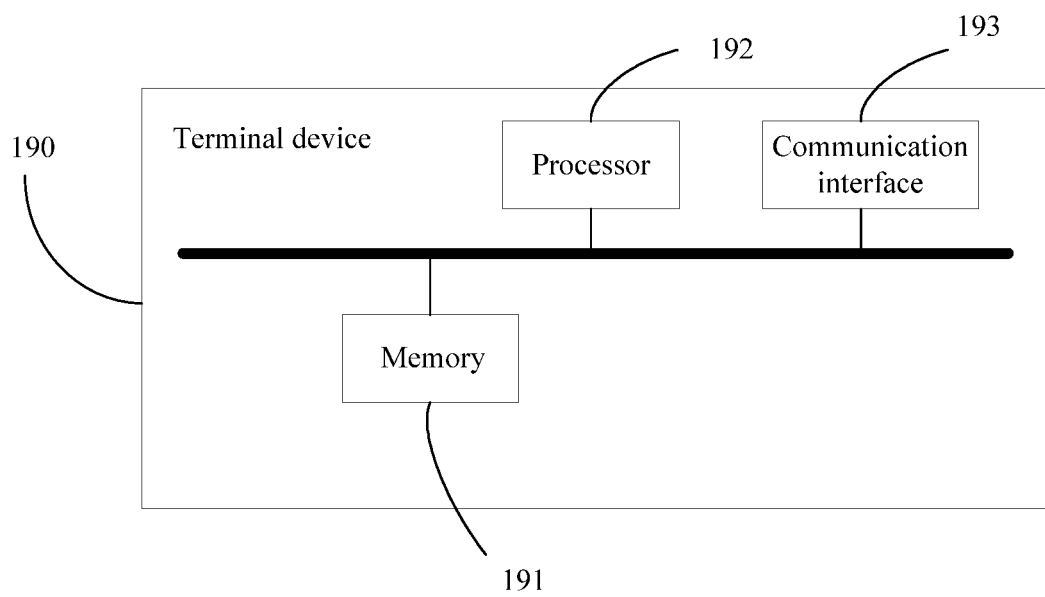 192
193
190
Terminal device
Processor
Communication
interface
Memory
191